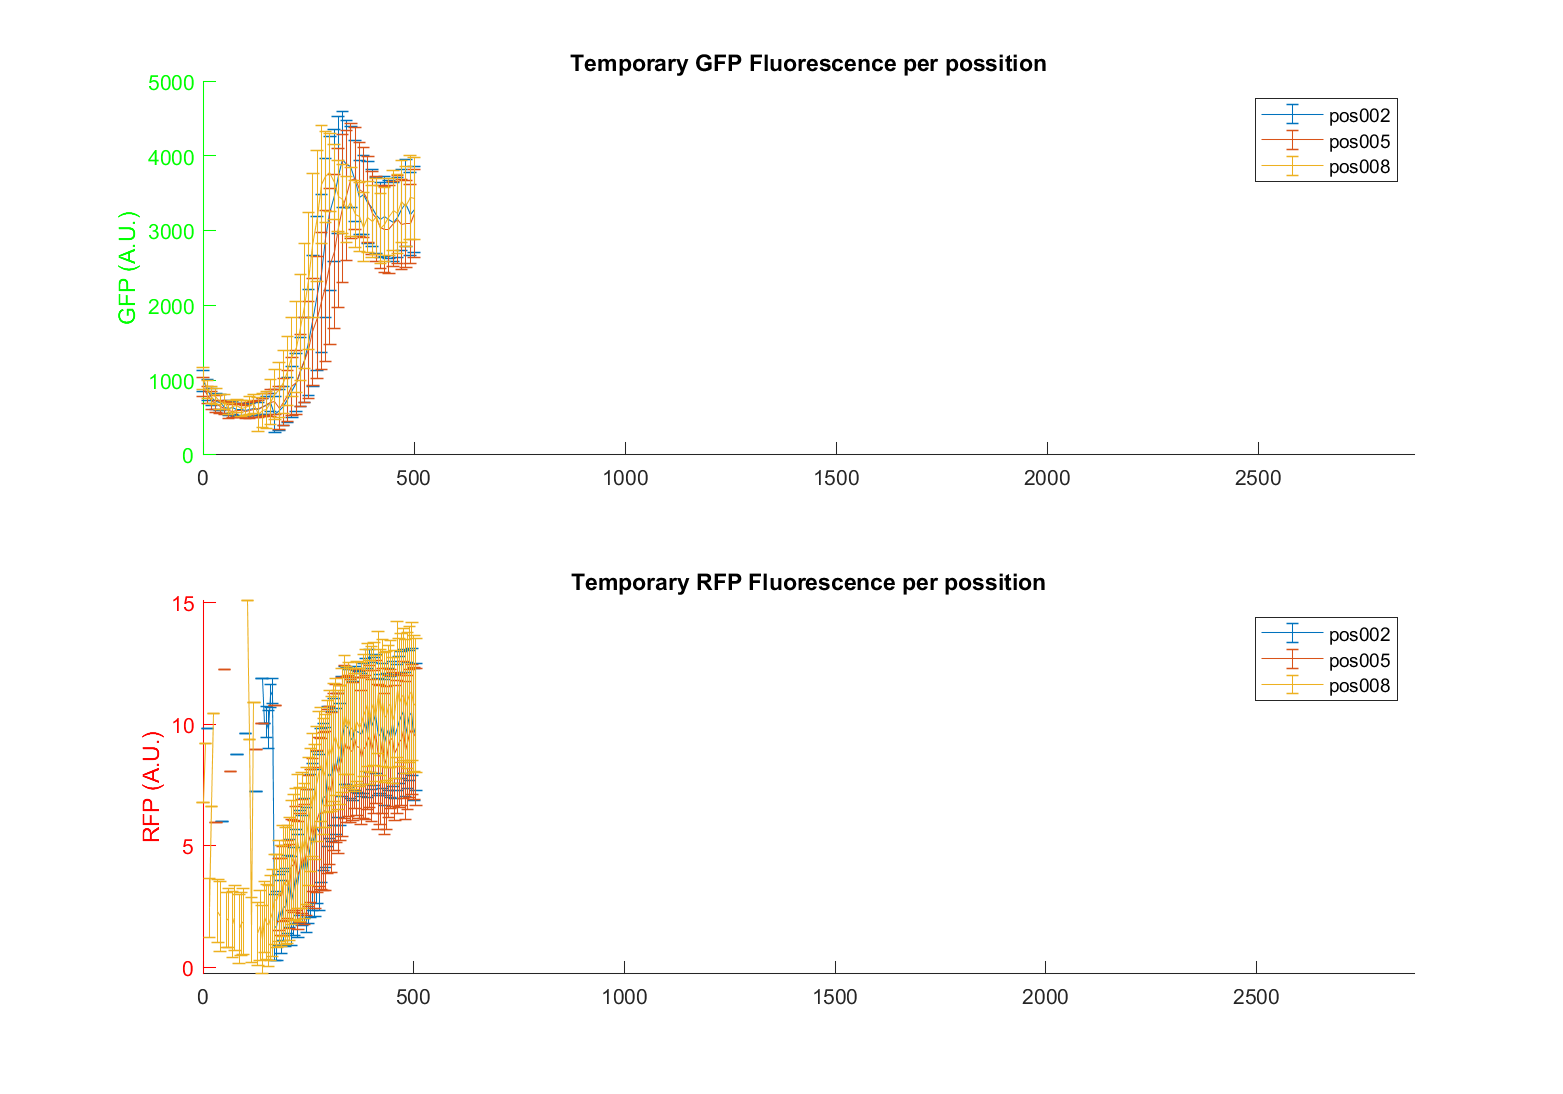 Temporary GFP Fluorescence per possition
5000
4000
3000
2000
1000
0
GFP (A.U.)
pos002
pos005
pos008
0 500 1000 1500 2000 2500
Temporary RFP Fluorescence per possition
15
10
5
0
RFP (A.U.)
pos002
pos005
pos008
0 500 1000 1500 2000 2500